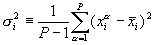 σ_i^2 ≡ 1/(P-1) Σ_{α=1}^{P} (x_i^α - x̄_i)^2